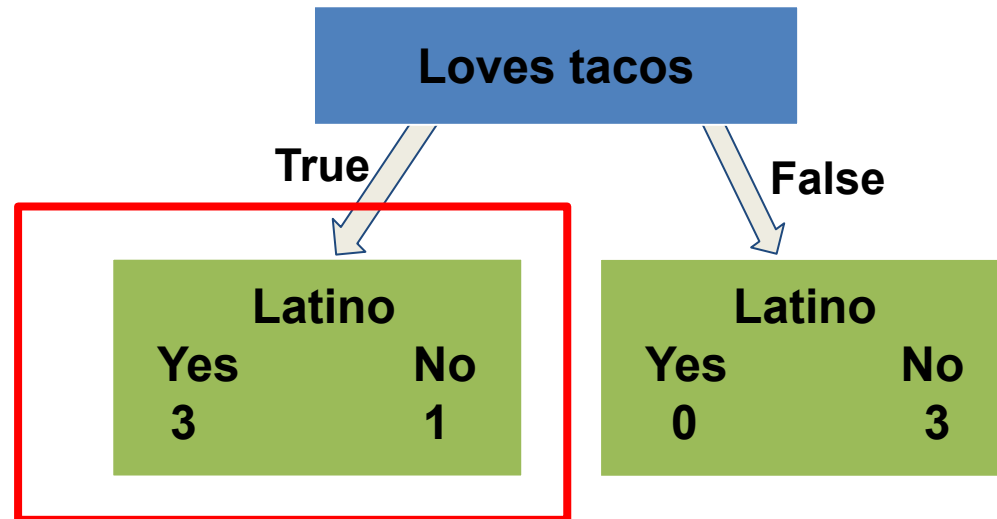 Loves tacos
True
False
Latino
Yes No
3 1
Latino
Yes No
0 3